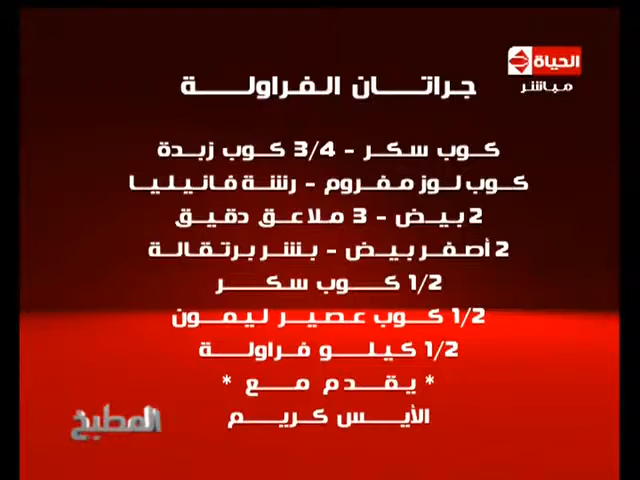 الحياة
مباشر
جراتان الفراولة
كوب سكر - 3/4 كوب زبدة
كوب لوز مفروم - رشة فانيليا
2 بيض - 3 ملاعق دقيق
2 أصفر بيض - بشر برتقالة
1/2 كوب سكر
1/2 كوب عصير ليمون
1/2 كيلو فراولة
* يقدم مع *
الأيس كريم
المطبخ